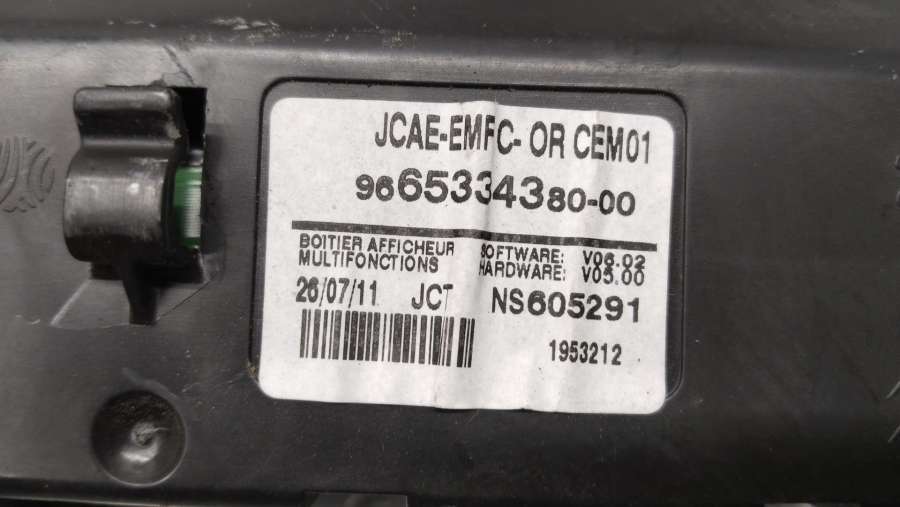 JCAE-EMFC- OR CEM01
9665334380-00
BOITIER AFFICHEUR SOFTWARE: V06.02
MULTIFONCTIONS HARDWARE: V05.00
26/07/11 JCT NS605291
1953212